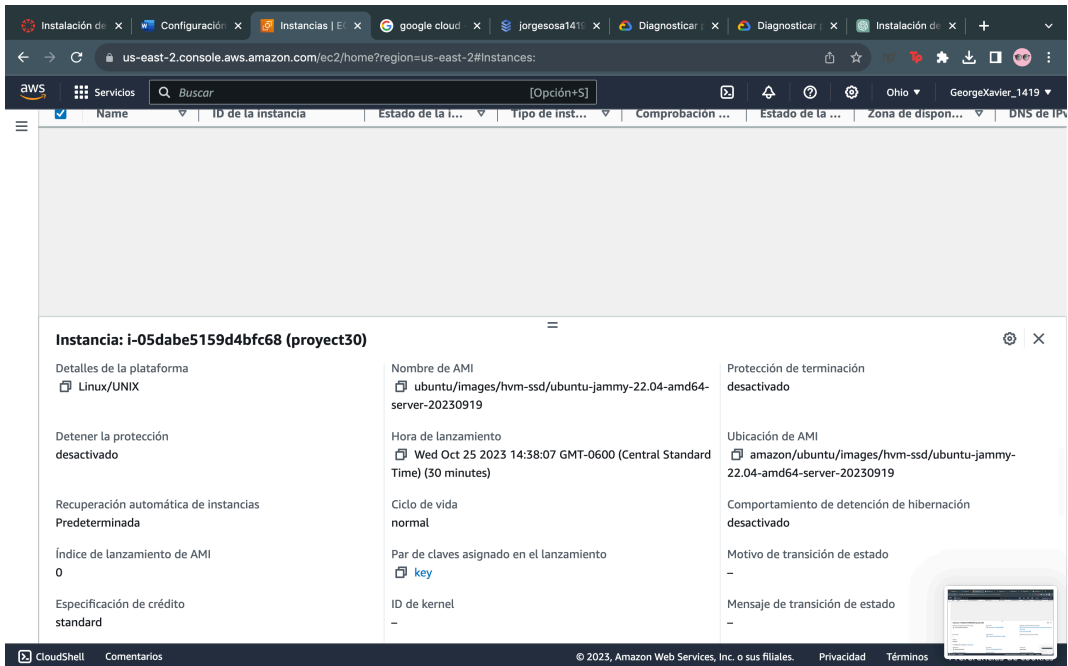 Instalación de
Configuración
Instancias | EC
google cloud -
jorgesosa1419
Diagnosticar p
Diagnosticar p
Instalación de
us-east-2.console.aws.amazon.com/ec2/home?region=us-east-2#Instances:
aws
Servicios
Buscar
[Opción+S]
Ohio
GeorgeXavier_1419
Name
ID de la instancia
Estado de la i...
Tipo de inst...
Comprobación ...
Estado de la ...
Zona de dispon...
DNS de IPv
Instancia: i-05dabe5159d4bfc68 (proyect30)
Detalles de la plataforma
Linux/UNIX
Nombre de AMI
ubuntu/images/hvm-ssd/ubuntu-jammy-22.04-amd64-
server-20230919
Protección de terminación
desactivado
Detener la protección
desactivado
Hora de lanzamiento
Wed Oct 25 2023 14:38:07 GMT-0600 (Central Standard
Time) (30 minutes)
Ubicación de AMI
amazon/ubuntu/images/hvm-ssd/ubuntu-jammy-
22.04-amd64-server-20230919
Recuperación automática de instancias
Predeterminada
Ciclo de vida
normal
Comportamiento de detención de hibernación
desactivado
Índice de lanzamiento de AMI
0
Par de claves asignado en el lanzamiento
key
Motivo de transición de estado
–
Especificación de crédito
standard
ID de kernel
–
Mensaje de transición de estado
–
CloudShell
Comentarios
© 2023, Amazon Web Services, Inc. o sus filiales.
Privacidad
Términos